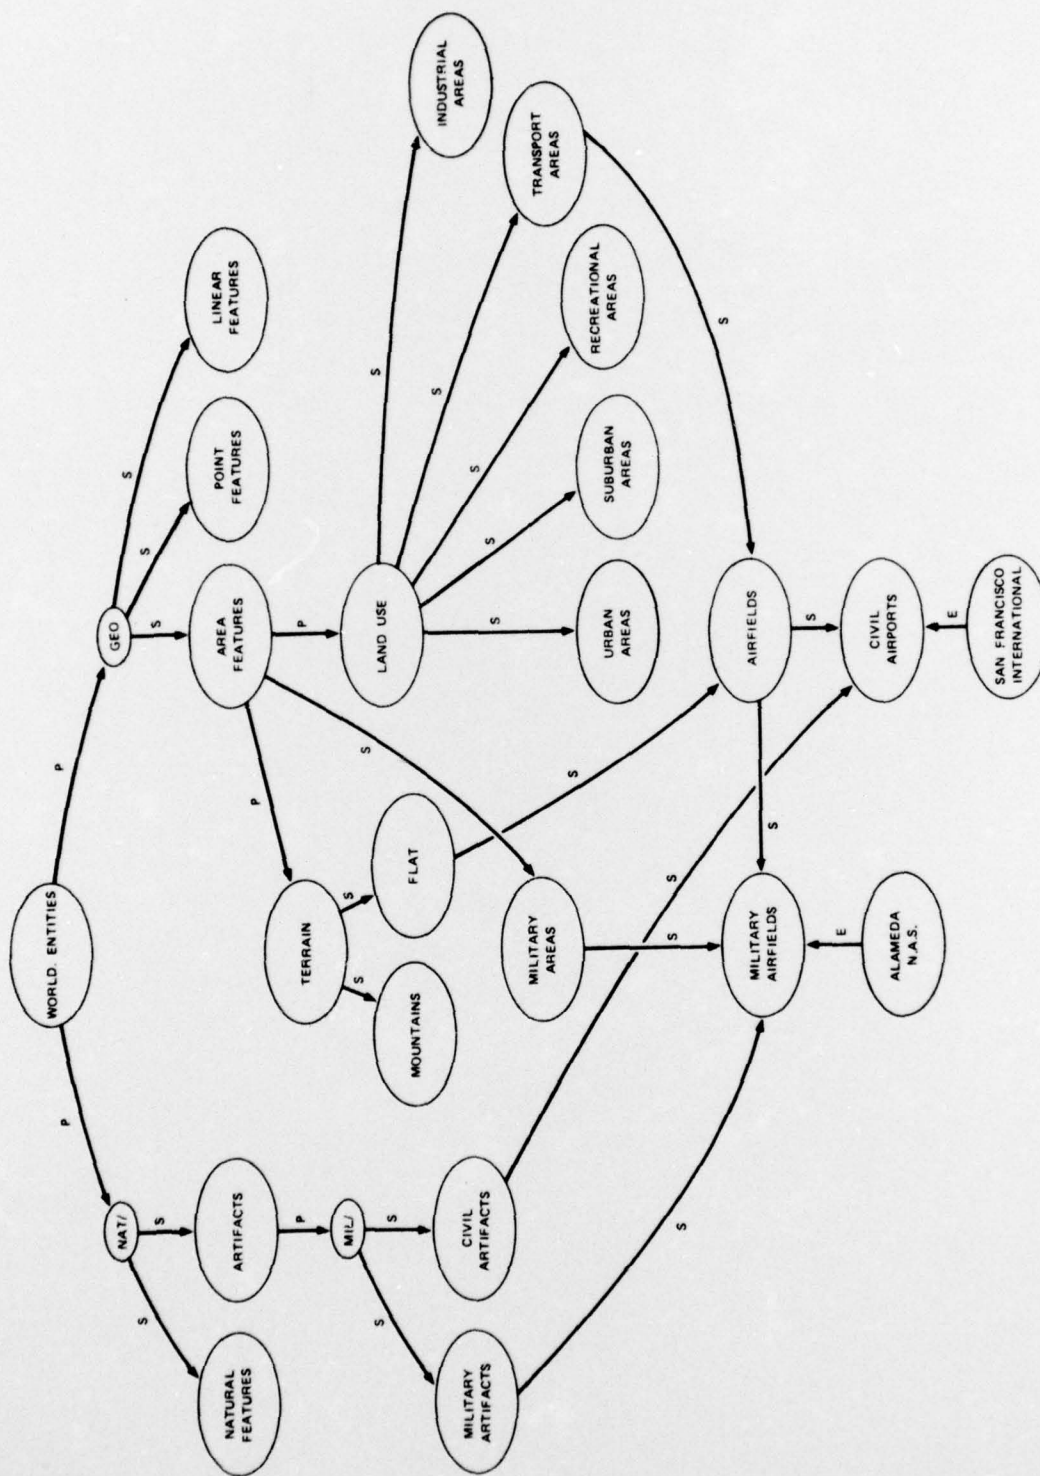 WORLD. ENTITIES
P
P
NAT/
GEO
S
S
S
S
S
NATURAL
FEATURES
ARTIFACTS
AREA
FEATURES
POINT
FEATURES
LINEAR
FEATURES
P
P
P
S
MIL/
TERRAIN
LAND USE
S
S
S
S
S
S
S
S
S
MILITARY
ARTIFACTS
CIVIL
ARTIFACTS
MOUNTAINS
FLAT
INDUSTRIAL
AREAS
MILITARY
AREAS
URBAN
AREAS
SUBURBAN
AREAS
RECREATIONAL
AREAS
TRANSPORT
AREAS
S
S
S
S
S
MILITARY
AIRFIELDS
S
AIRFIELDS
S
CIVIL
AIRPORTS
E
E
ALAMEDA
N.A.S.
SAN FRANCISCO
INTERNATIONAL